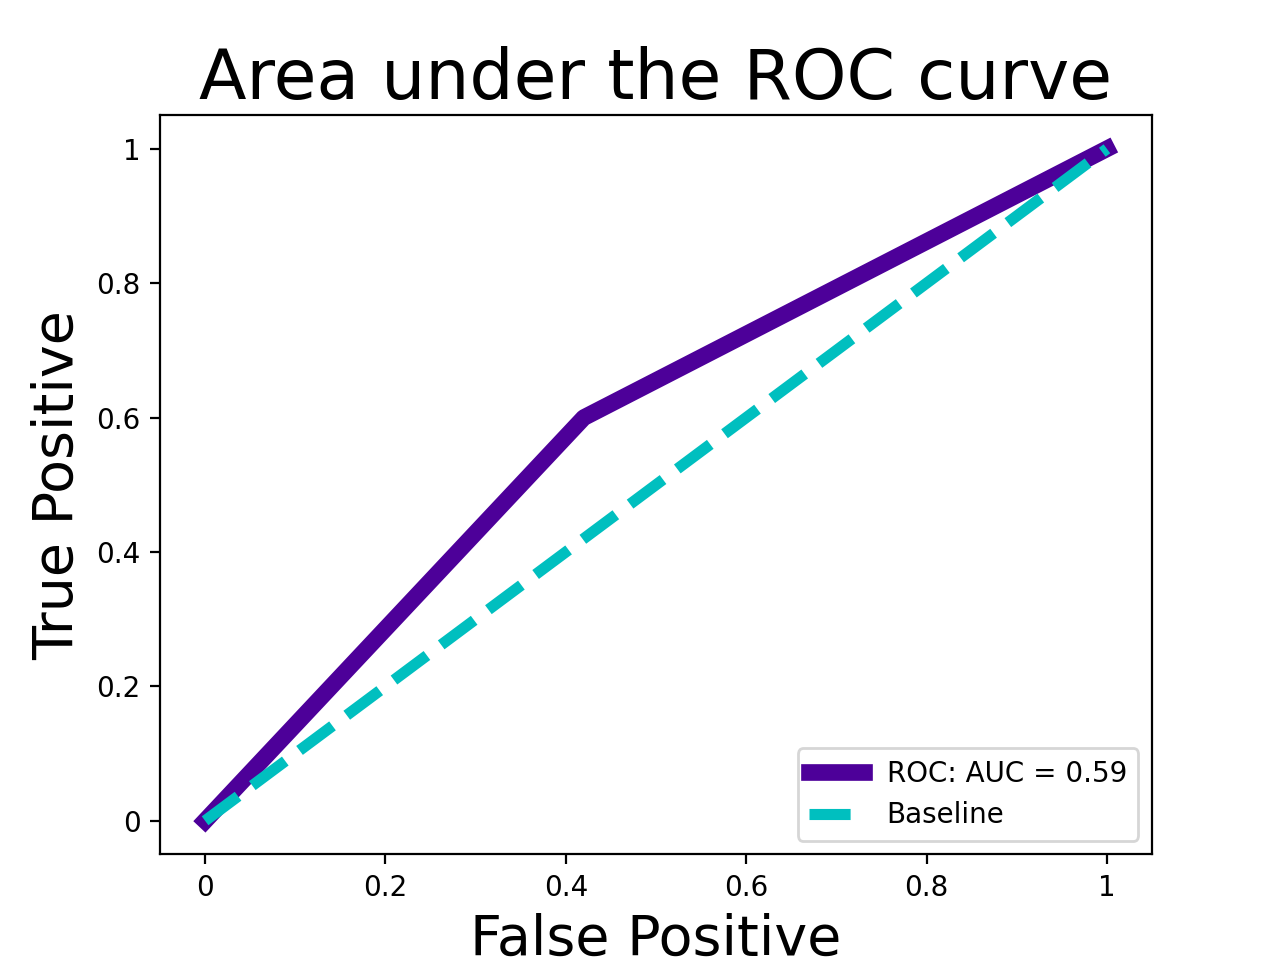 Area under the ROC curve
True Positive
1
0.8
0.6
0.4
0.2
0
ROC: AUC = 0.59
Baseline
0 0.2 0.4 0.6 0.8 1
False Positive